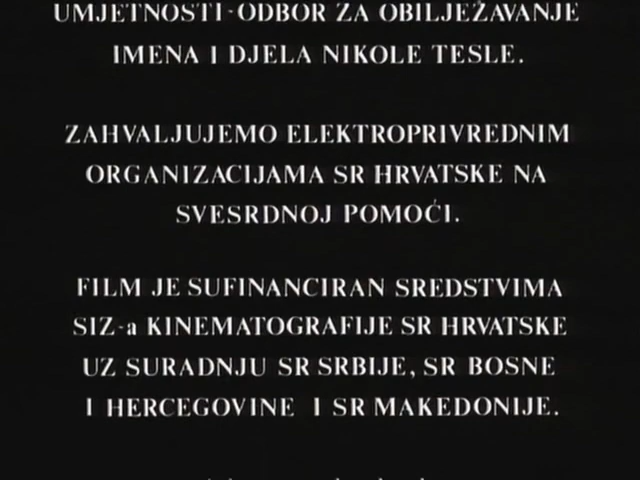 UMJETNOSTI-ODBOR ZA OBILJEŽAVANJE
IMENA I DJELA NIKOLE TESLE.
ZAHVALJUJEMO ELEKTROPRIVREDNIM
ORGANIZACIJAMA SR HRVATSKE NA
SVESRDNOJ POMOĆI.
FILM JE SUFINANCIRAN SREDSTVIMA
SIZ-a KINEMATOGRAFIJE SR HRVATSKE
UZ SURADNJU SR SRBIJE, SR BOSNE
I HERCEGOVINE I SR MAKEDONIJE.